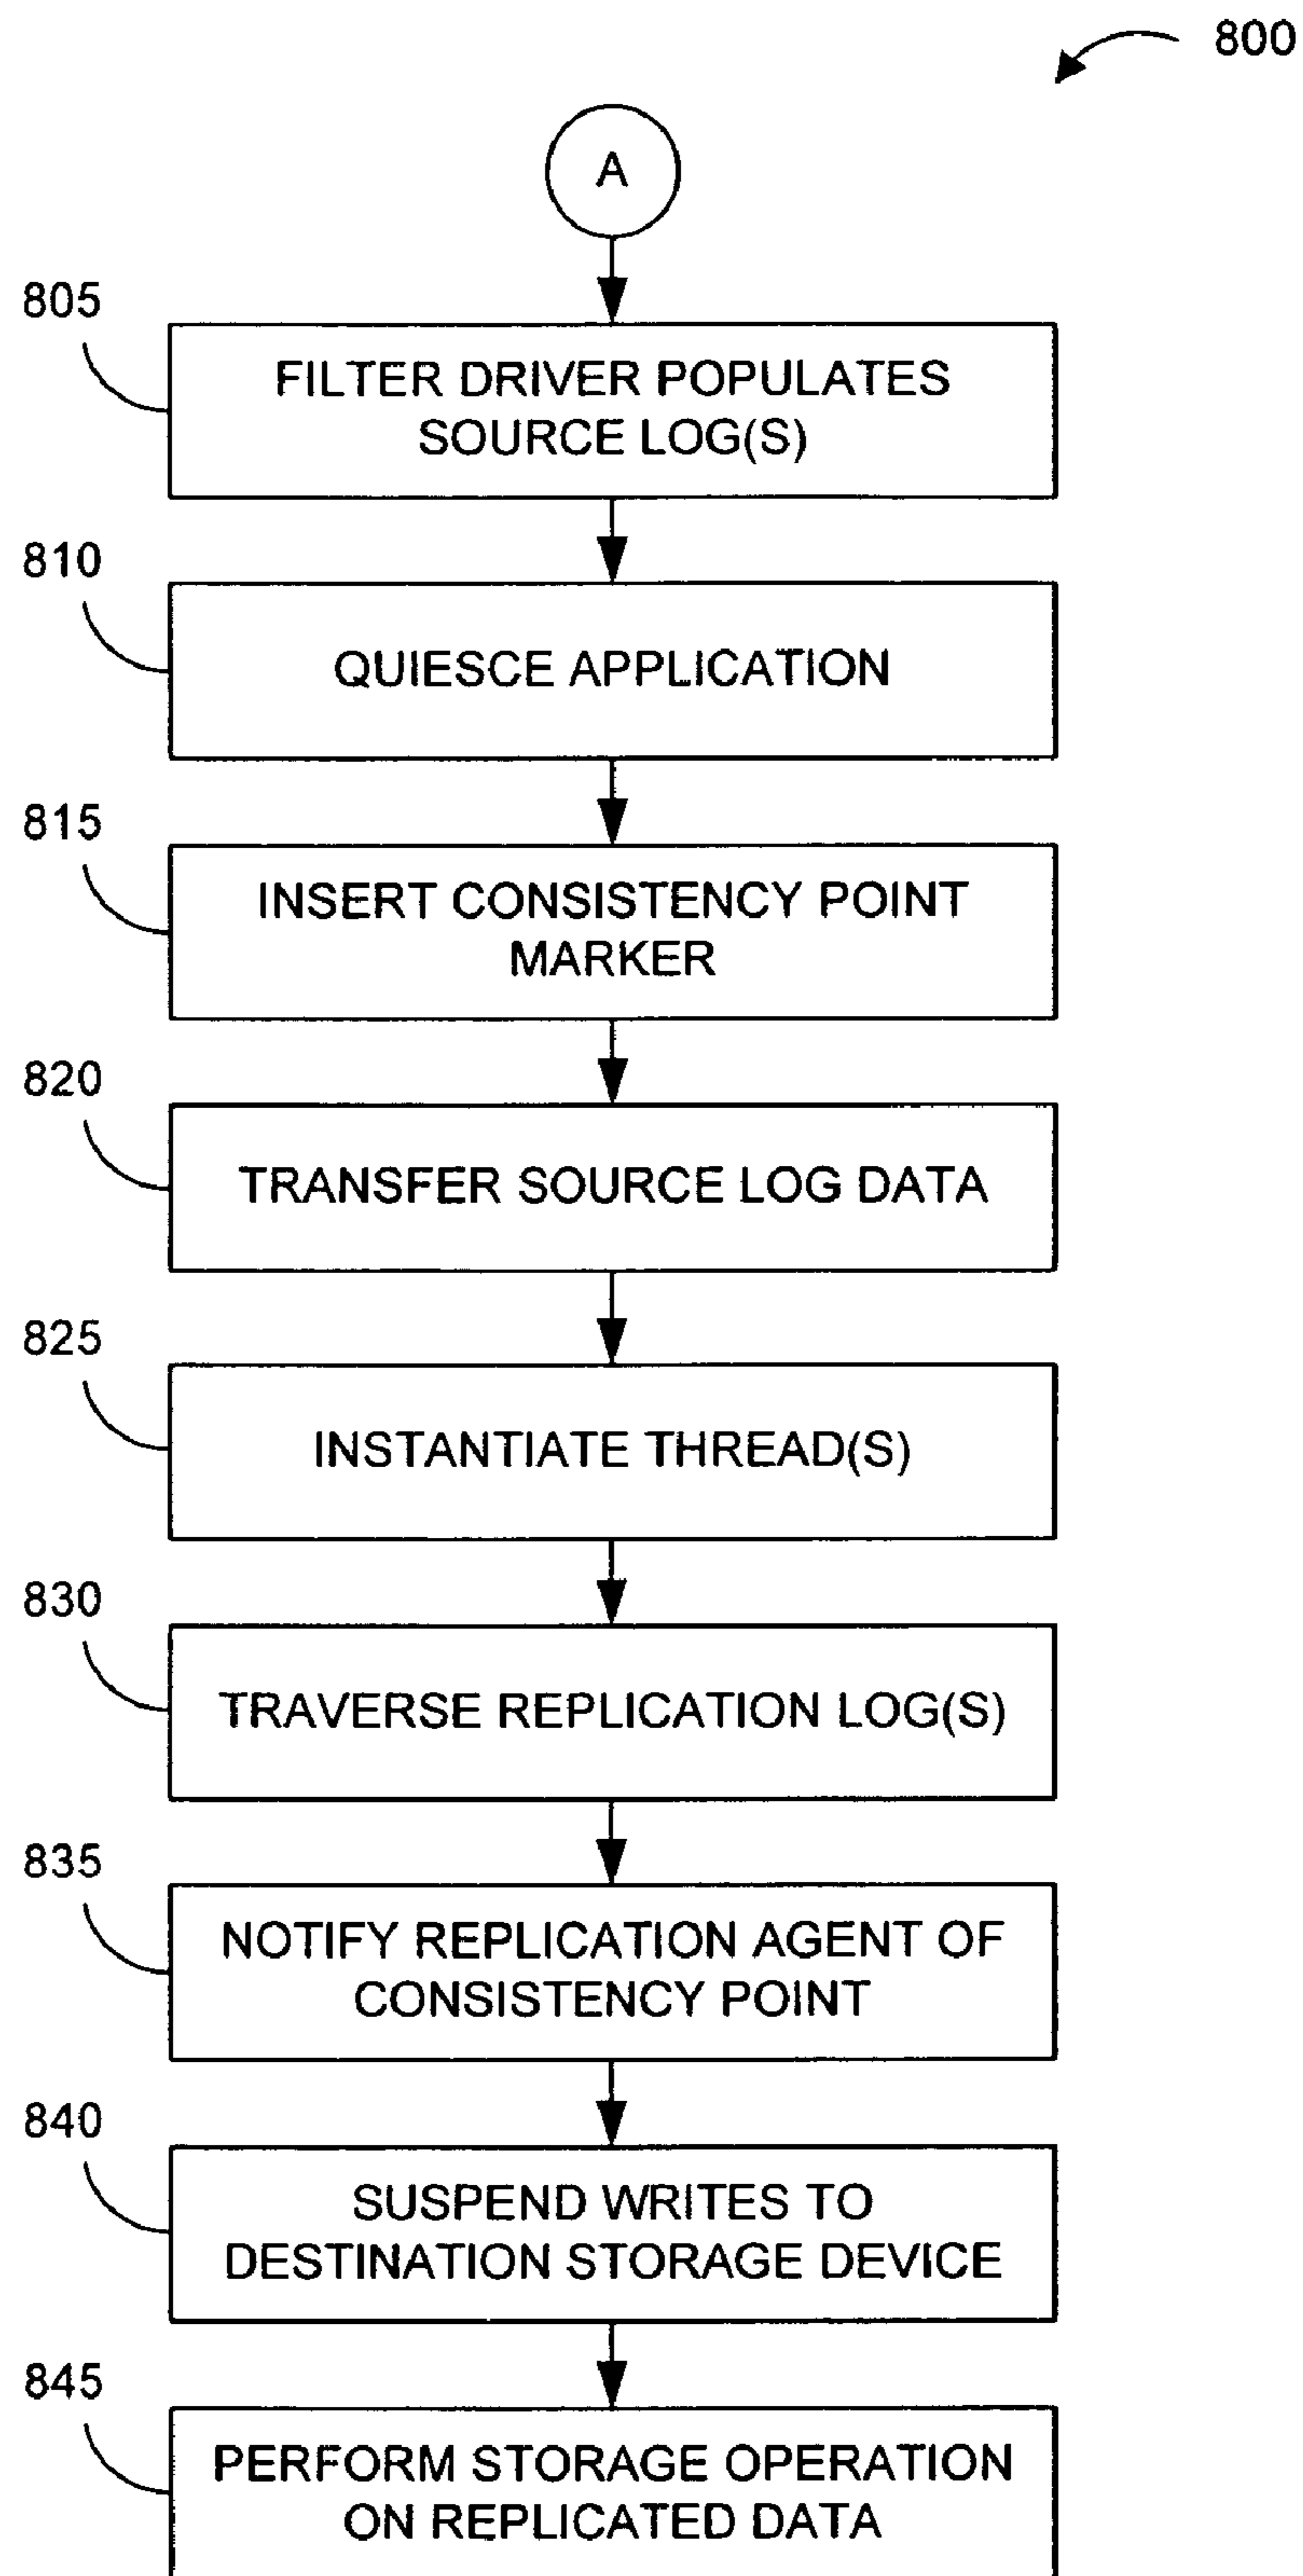 800
A
805
FILTER DRIVER POPULATES
SOURCE LOG(S)
810
QUIESCE APPLICATION
815
INSERT CONSISTENCY POINT
MARKER
820
TRANSFER SOURCE LOG DATA
825
INSTANTIATE THREAD(S)
830
TRAVERSE REPLICATION LOG(S)
835
NOTIFY REPLICATION AGENT OF
CONSISTENCY POINT
840
SUSPEND WRITES TO
DESTINATION STORAGE DEVICE
845
PERFORM STORAGE OPERATION
ON REPLICATED DATA